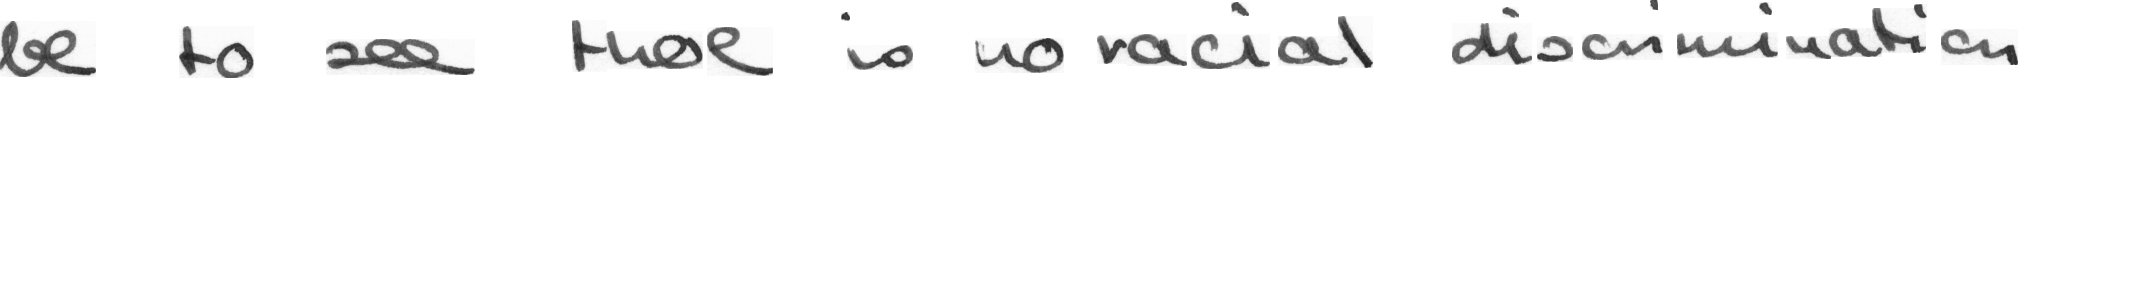 be to see there is no racial discrimination